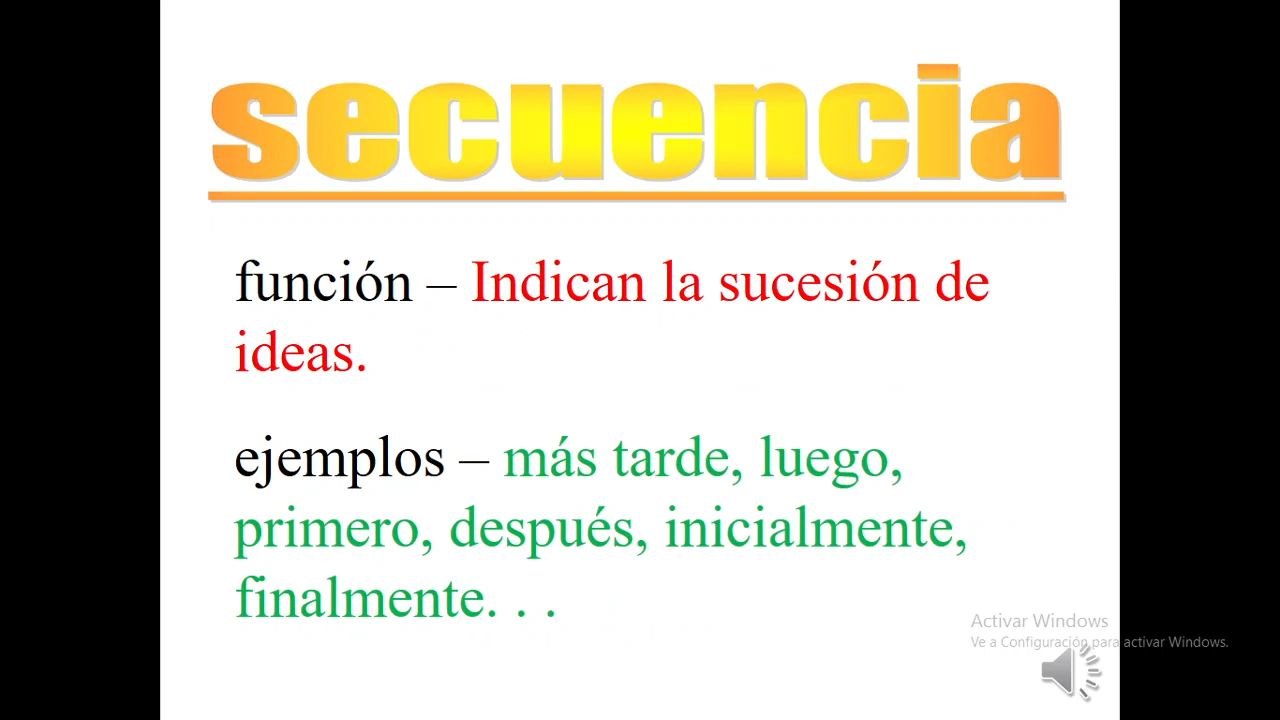 secuencia
función – Indican la sucesión de
ideas.
ejemplos – más tarde, luego,
primero, después, inicialmente,
finalmente. . .
Activar Windows
Ve a Configuración para activar Windows.